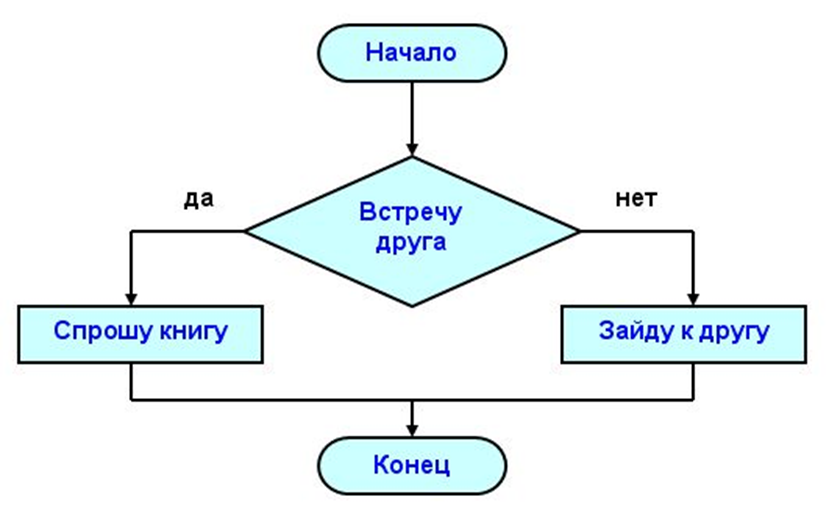 Начало
да
Встречу
друга
нет
Спрошу книгу
Зайду к другу
Конец